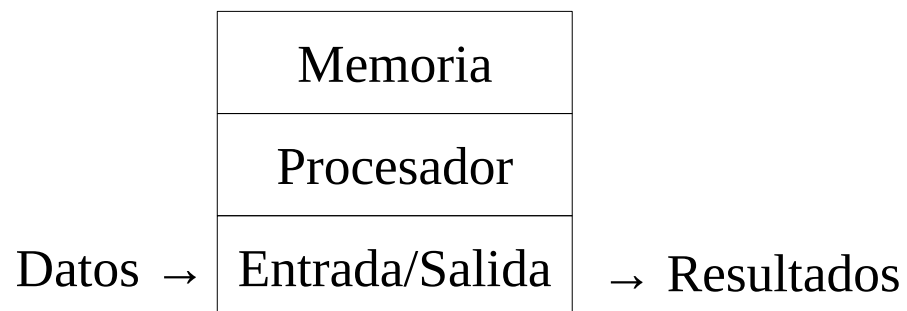 Memoria
Procesador
Datos → Entrada/Salida → Resultados